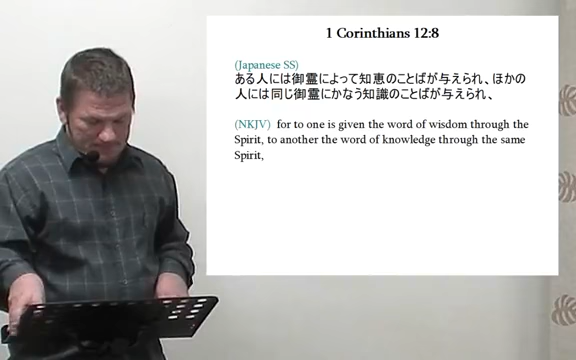 1 Corinthians 12:8
(Japanese SS)
ある人には御霊によって知恵のことばが与えられ、ほかの
人には同じ御霊にかなう知識のことばが与えられ、
(NKJV) for to one is given the word of wisdom through the
Spirit, to another the word of knowledge through the same
Spirit,